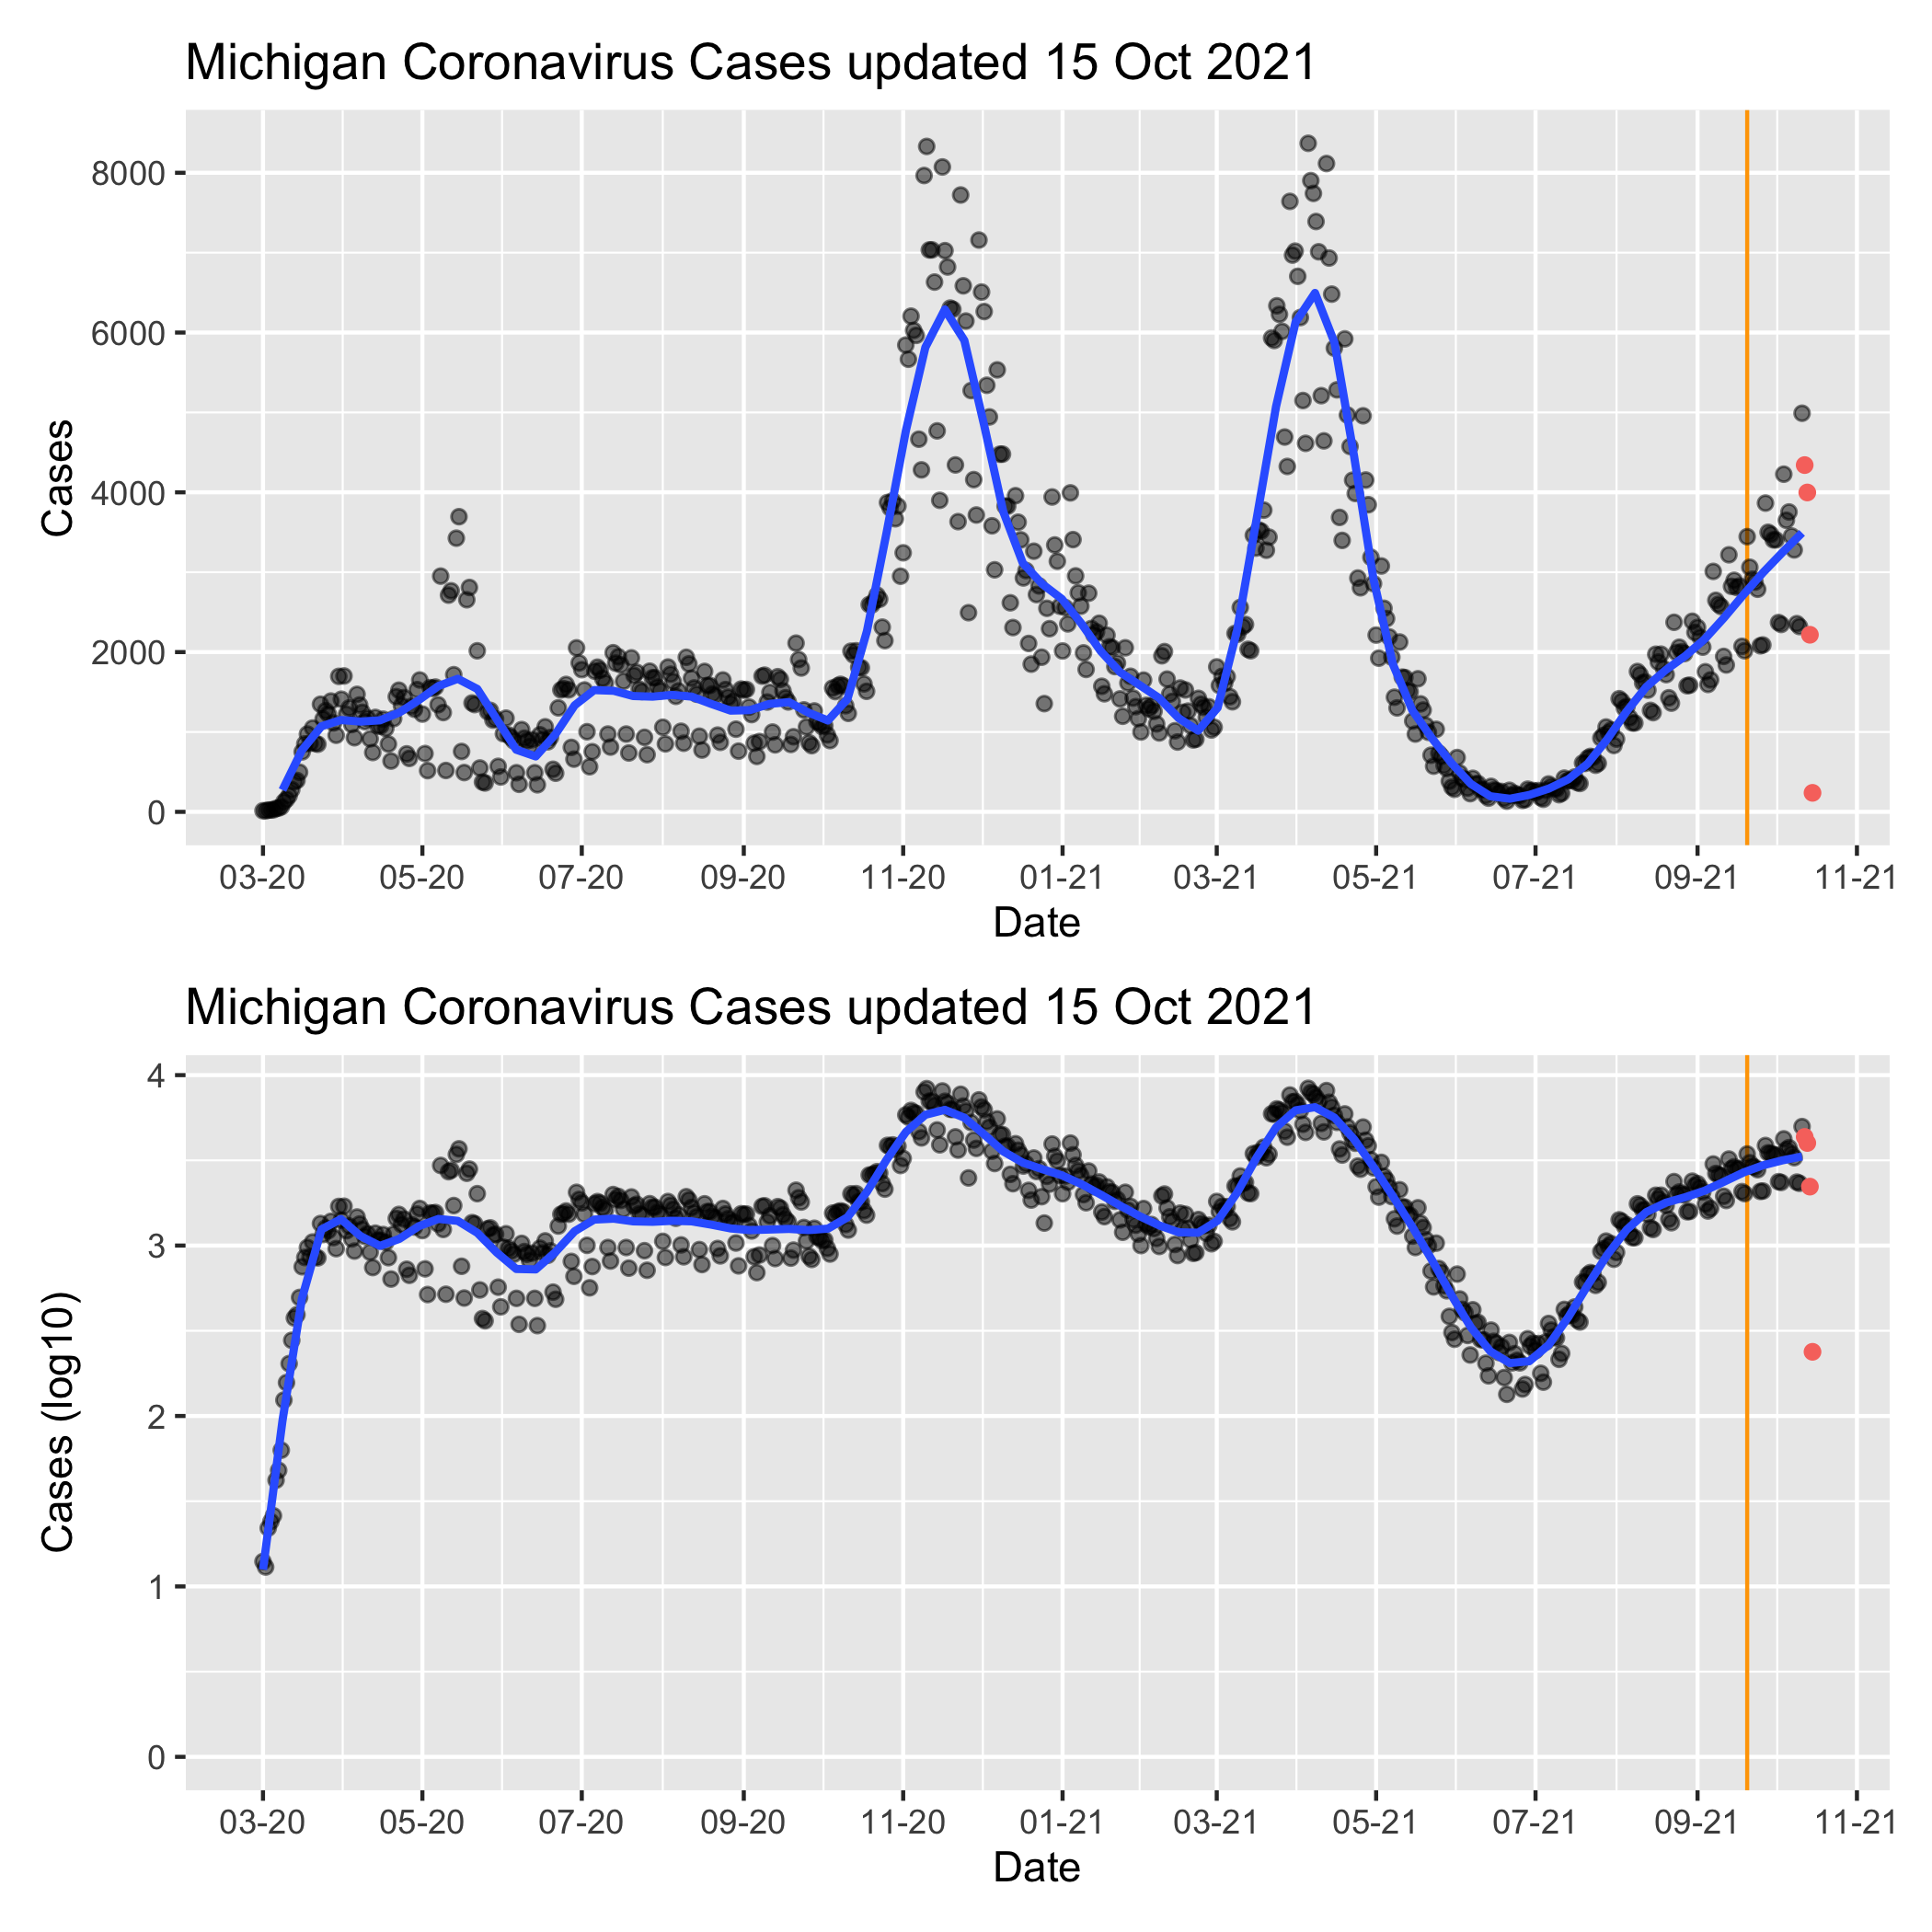 Michigan Coronavirus Cases updated 15 Oct 2021
8000
6000
4000
2000
0
Cases
03-20 05-20 07-20 09-20 11-20 01-21 03-21 05-21 07-21 09-21 11-21
Date
Michigan Coronavirus Cases updated 15 Oct 2021
4
3
2
1
0
Cases (log10)
03-20 05-20 07-20 09-20 11-20 01-21 03-21 05-21 07-21 09-21 11-21
Date